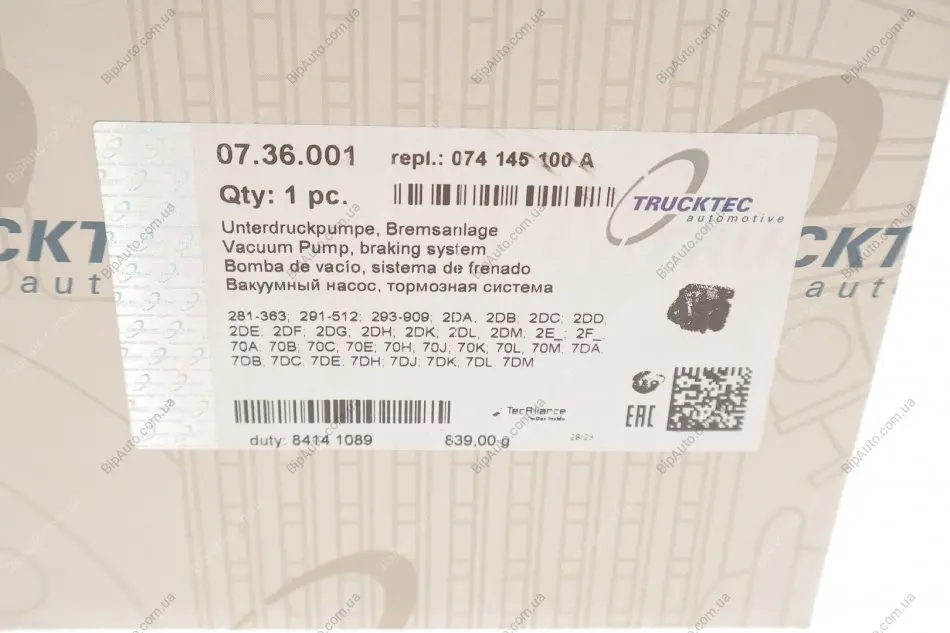 07.36.001 repl.: 074 145 100 A
Qty: 1 pc.
TRUCKTEC
automotive
Unterdruckpumpe, Bremsanlage
Vacuum Pump, braking system
Bomba de vacío, sistema de frenado
Вакуумный насос, тормозная система
281-363; 291-512; 293-909; 2DA; 2DB; 2DC; 2DD;
2DE; 2DF; 2DG; 2DH; 2DK; 2DL; 2DM; 2E_; 2F_;
70A; 70B; 70C; 70E; 70H; 70J; 70K; 70L; 70M; 7DA;
7DB; 7DC; 7DE; 7DH; 7DJ; 7DK; 7DL; 7DM
TecAlliance
EAC
duty: 8414 1089 839,00 g 28/23
CKT
aut
CKT
aut
BipAuto.com.ua